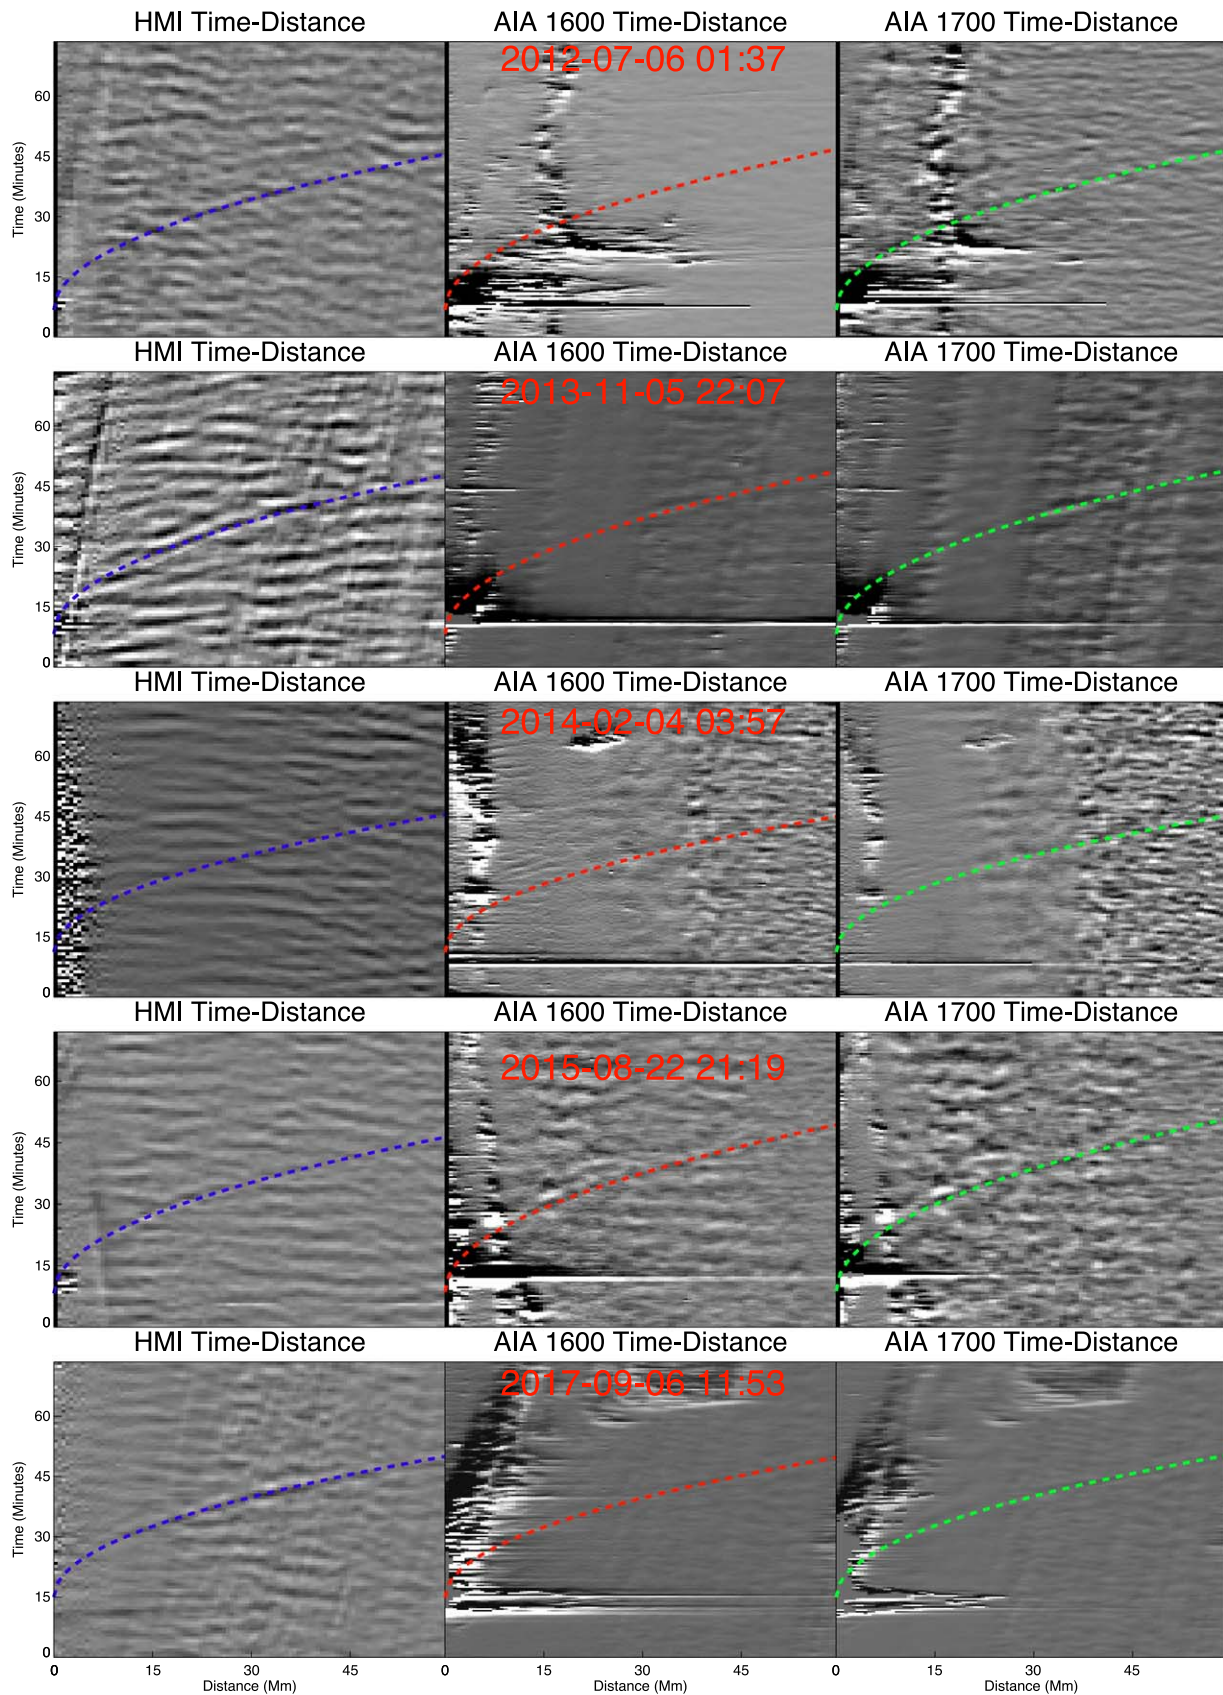 HMI Time-Distance AIA 1600 Time-Distance AIA 1700 Time-Distance
2012-07-06 01:37
60
45
30
15
0
Time (Minutes)
HMI Time-Distance AIA 1600 Time-Distance AIA 1700 Time-Distance
2013-11-05 22:07
60
45
30
15
0
Time (Minutes)
HMI Time-Distance AIA 1600 Time-Distance AIA 1700 Time-Distance
2014-02-04 03:57
60
45
30
15
0
Time (Minutes)
HMI Time-Distance AIA 1600 Time-Distance AIA 1700 Time-Distance
2015-08-22 21:19
60
45
30
15
0
Time (Minutes)
HMI Time-Distance AIA 1600 Time-Distance AIA 1700 Time-Distance
2017-09-06 11:53
60
45
30
15
0
Time (Minutes)
0 15 30 45 0 15 30 45 0 15 30 45
Distance (Mm) Distance (Mm) Distance (Mm)